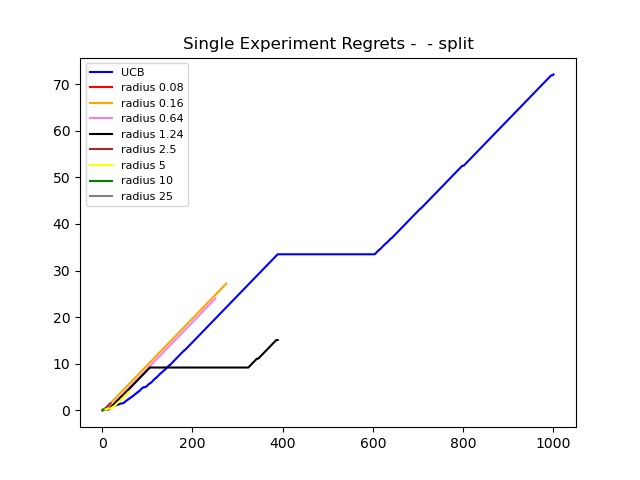 Single Experiment Regrets -  - split
UCB
radius 0.08
radius 0.16
radius 0.64
radius 1.24
radius 2.5
radius 5
radius 10
radius 25
70
60
50
40
30
20
10
0
0 200 400 600 800 1000